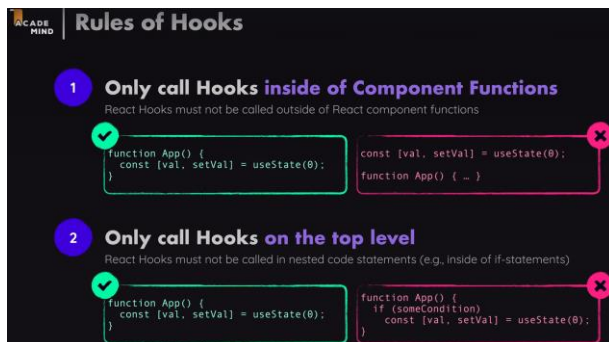 ACADE
MIND
Rules of Hooks
1
Only call Hooks inside of Component Functions
React Hooks must not be called outside of React component functions
function App() {
const [val, setVal] = useState(0);
}
const [val, setVal] = useState(0);
function App() { … }
2
Only call Hooks on the top level
React Hooks must not be called in nested code statements (e.g., inside of if-statements)
function App() {
const [val, setVal] = useState(0);
}
function App() {
if (someCondition)
const [val, setVal] = useState(0);
}